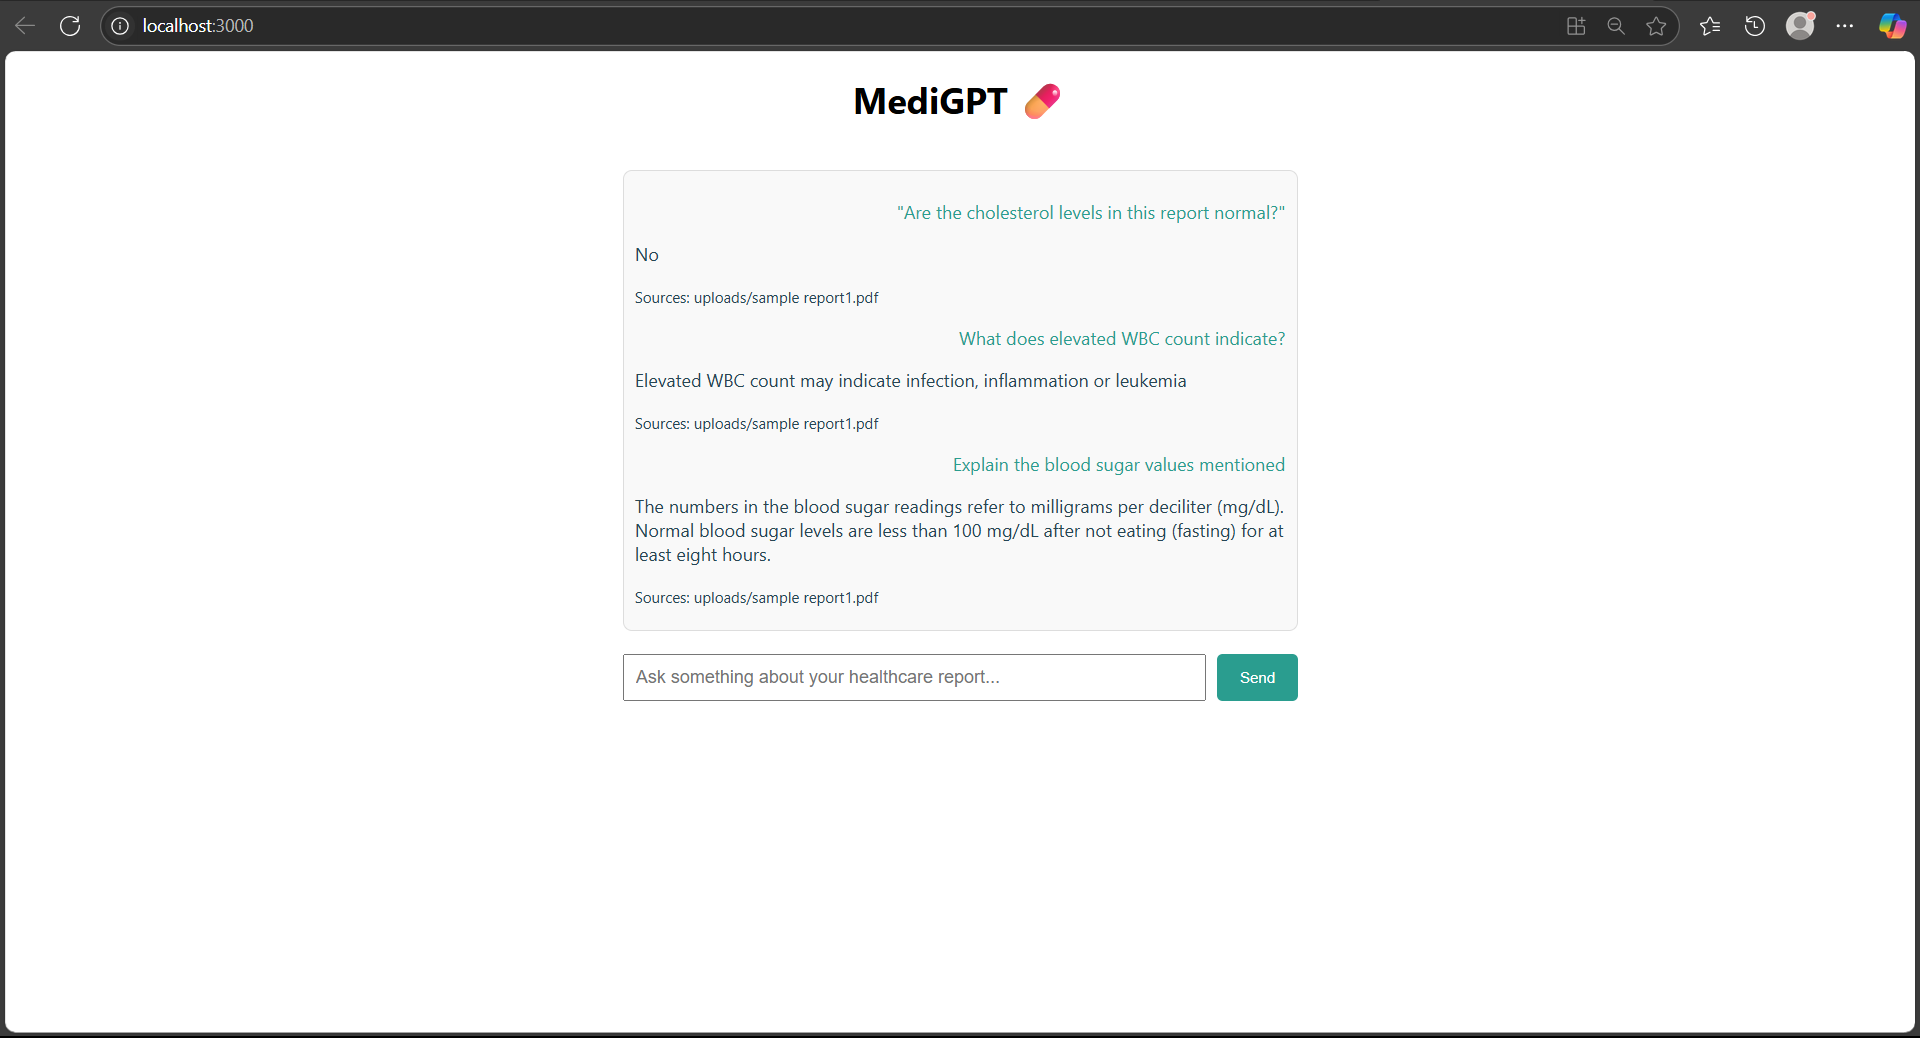 localhost:3000
MediGPT
"Are the cholesterol levels in this report normal?"
No
Sources: uploads/sample report1.pdf
What does elevated WBC count indicate?
Elevated WBC count may indicate infection, inflammation or leukemia
Sources: uploads/sample report1.pdf
Explain the blood sugar values mentioned
The numbers in the blood sugar readings refer to milligrams per deciliter (mg/dL).
Normal blood sugar levels are less than 100 mg/dL after not eating (fasting) for at
least eight hours.
Sources: uploads/sample report1.pdf
Ask something about your healthcare report...
Send